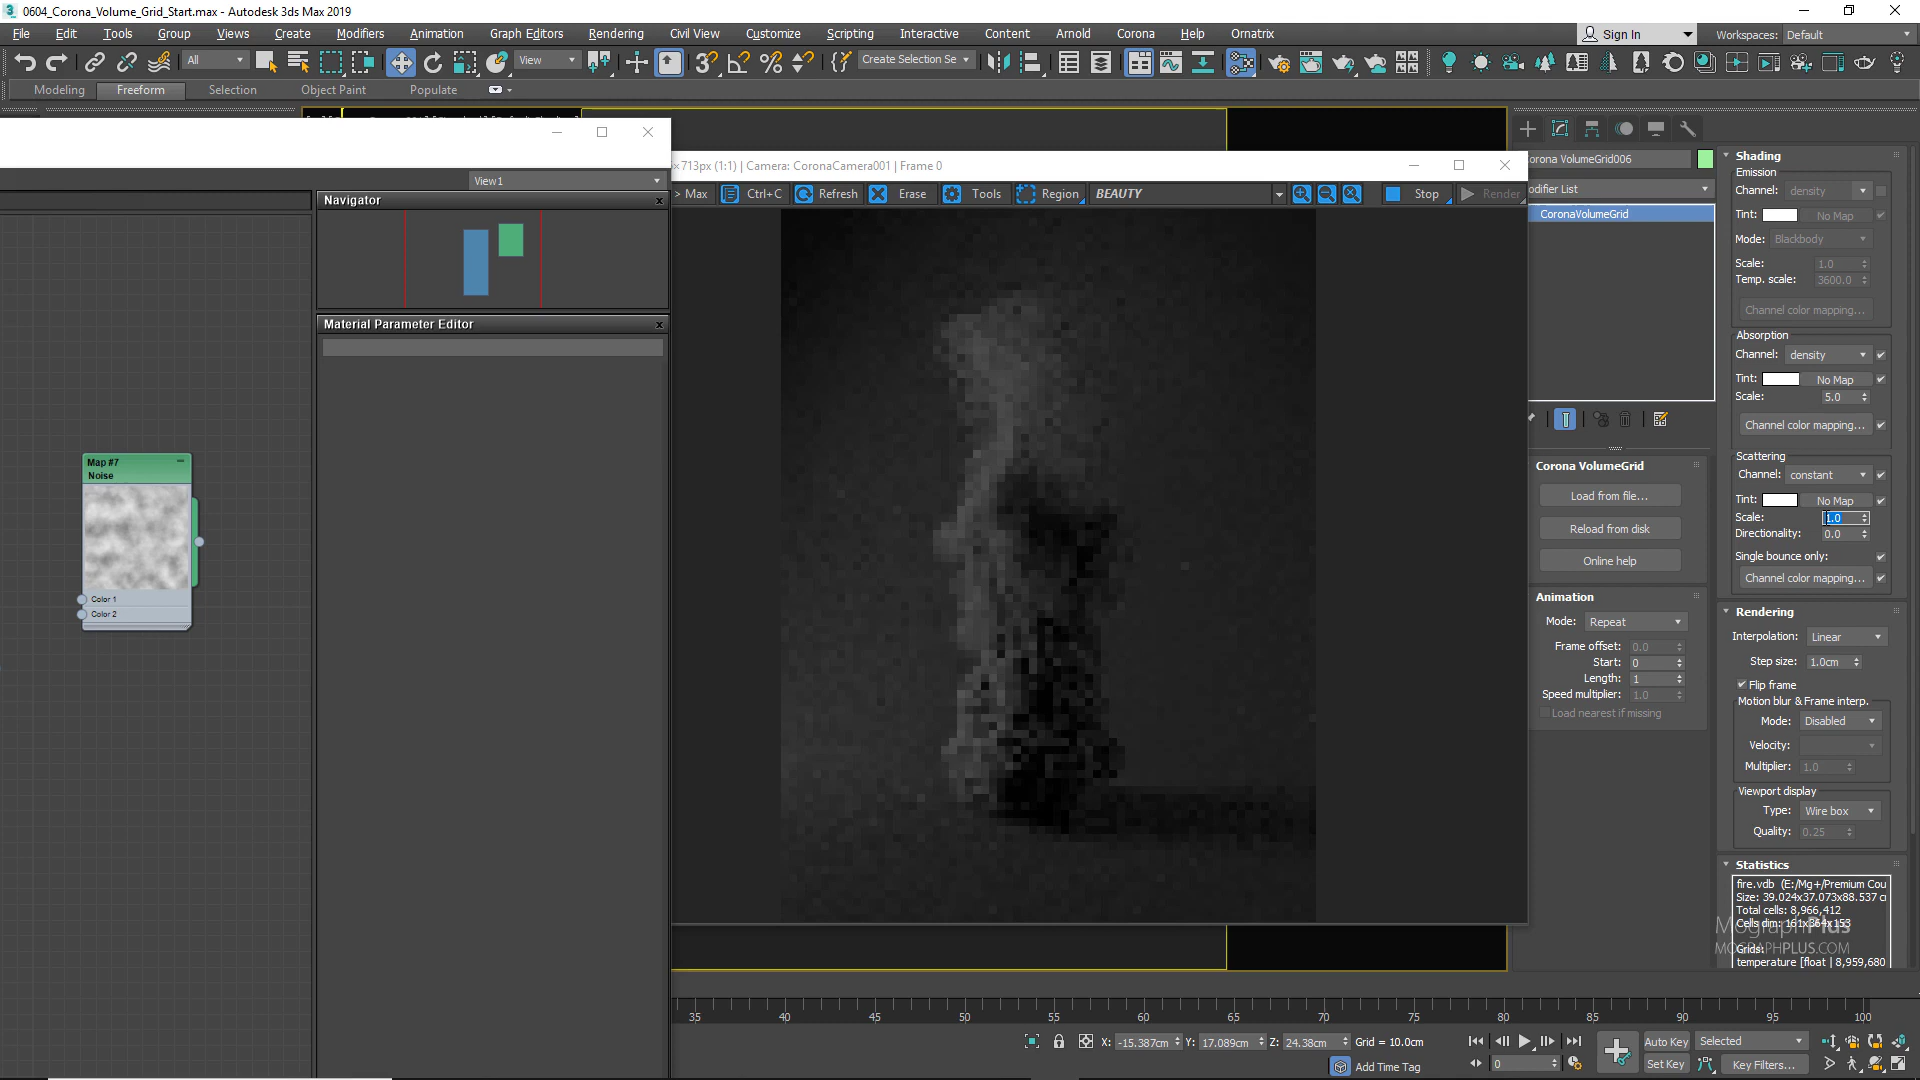 0604_Corona_Volume_Grid_Start.max - Autodesk 3ds Max 2019
File Edit Tools Group Views Create Modifiers Animation Graph Editors Rendering Civil View Customize Scripting Interactive Content Arnold Corona Help Ornatrix
Sign In
Workspaces: Default
All
View
Create Selection Se
Modeling Freeform Selection Object Paint Populate
View1
Navigator
Material Parameter Editor
Map #7
Noise
Color 1
Color 2
×713px (1:1) | Camera: CoronaCamera001 | Frame 0
> Max Ctrl+C Refresh Erase Tools Region BEAUTY Stop Render
orona VolumeGrid006
odifier List
CoronaVolumeGrid
Corona VolumeGrid
Load from file...
Reload from disk
Online help
Animation
Mode: Repeat
Frame offset: 0.0
Start: 0
Length: 1
Speed multiplier: 1.0
Load nearest if missing
Shading
Emission
Channel: density
Tint: No Map
Mode: Blackbody
Scale: 1.0
Temp. scale: 3600.0
Channel color mapping...
Absorption
Channel: density
Tint: No Map
Scale: 5.0
Channel color mapping...
Scattering
Channel: constant
Tint: No Map
Scale: 1.0
Directionality: 0.0
Single bounce only:
Channel color mapping...
Rendering
Interpolation: Linear
Step size: 1.0cm
Flip frame
Motion blur & Frame interp.
Mode: Disabled
Velocity:
Multiplier: 1.0
Viewport display
Type: Wire box
Quality: 0.25
Statistics
fire.vdb (E:/Mg+/Premium Cou
Size: 39.024x37.073x88.537 c
Total cells: 8,966,412
Cells dim: 161x364x153
Grids:
temperature [float | 8,959,680
MographPlus
MOGRAPHPLUS.COM
35 40 45 50 55 60 65 70 75 80 85 90 95 100
X: -15.387cm Y: 17.089cm Z: 24.38cm Grid = 10.0cm
Add Time Tag
0
Auto Key Selected
Set Key Key Filters...